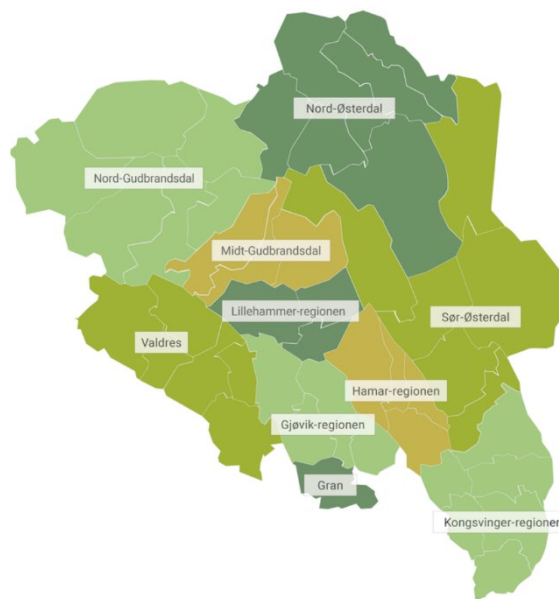 Nord-Østerdal
Nord-Gudbrandsdal
Midt-Gudbrandsdal
Lillehammer-regionen
Sør-Østerdal
Valdres
Hamar-regionen
Gjøvik-regionen
Gran
Kongsvinger-regionen